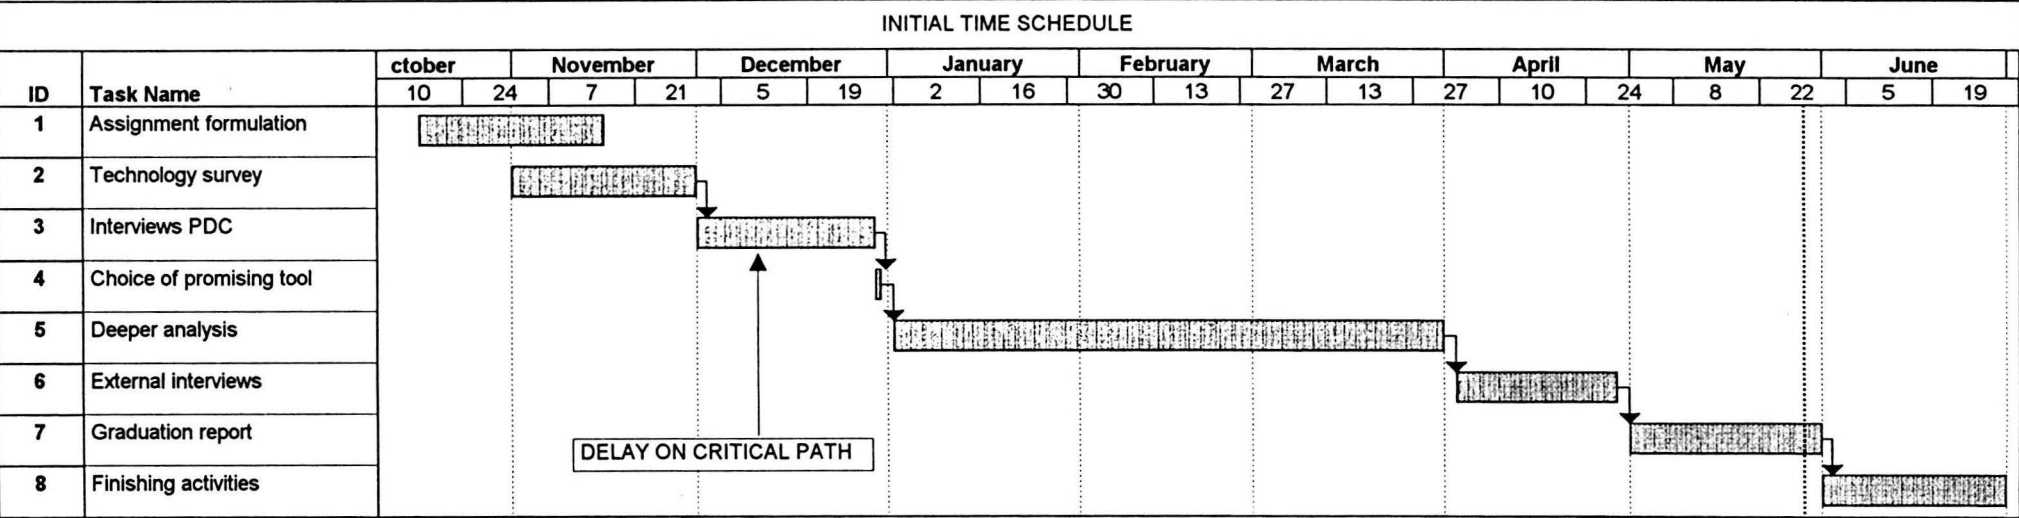 INITIAL TIME SCHEDULE
ctober November December January February March April May June
ID Task Name 10 24 7 21 5 19 2 16 30 13 27 13 27 10 24 8 22 5 19
1 Assignment formulation
2 Technology survey
3 Interviews PDC
4 Choice of promising tool
5 Deeper analysis
6 External interviews
7 Graduation report
DELAY ON CRITICAL PATH
8 Finishing activities